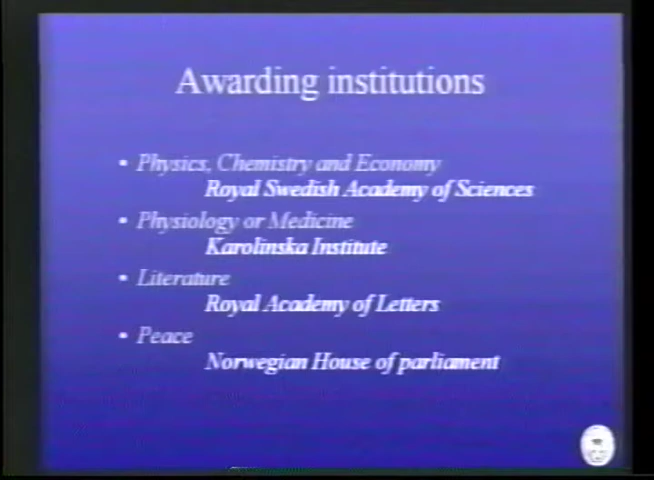 Awarding institutions
• Physics, Chemistry and Economy
Royal Swedish Academy of Sciences
• Physiology or Medicine
Karolinska Institute
• Literature
Royal Academy of Letters
• Peace
Norwegian House of parliament